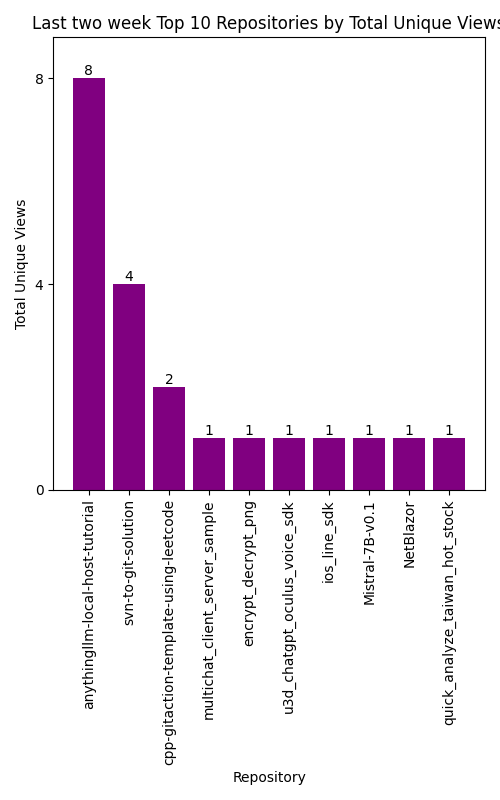 Last two week Top 10 Repositories by Total Unique Views
Total Unique Views
8
4
0
8
4
2
1
1
1
1
1
1
1
anythingllm-local-host-tutorial
svn-to-git-solution
cpp-gitaction-template-using-leetcode
multichat_client_server_sample
encrypt_decrypt_png
u3d_chatgpt_oculus_voice_sdk
ios_line_sdk
Mistral-7B-v0.1
NetBlazor
quick_analyze_taiwan_hot_stock
Repository